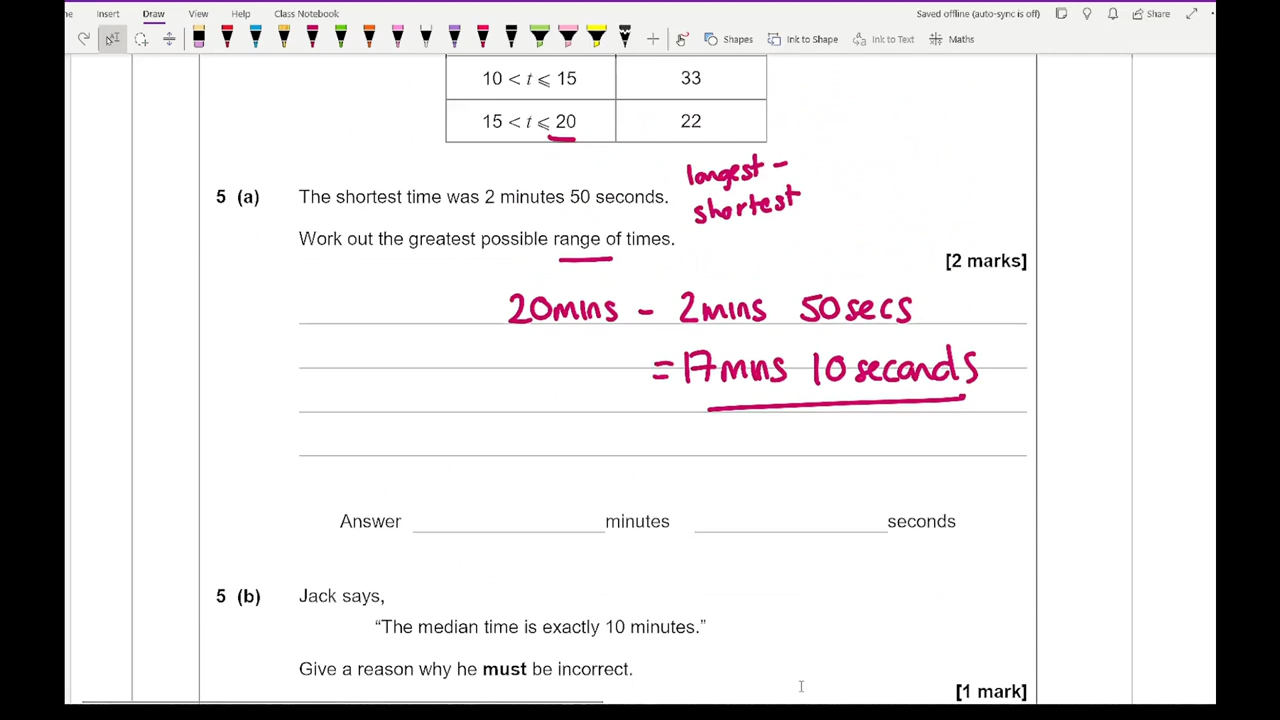 Insert Draw View Help Class Notebook Saved offline (auto-sync is off) Share
Shapes Ink to Shape Ink to Text Maths
10 < t ⩽ 15 33
15 < t ⩽ 20 22
longest -
shortest
5 (a) The shortest time was 2 minutes 50 seconds.
Work out the greatest possible range of times.
[2 marks]
20mins - 2mins 50secs
= 17mins 10seconds
Answer minutes seconds
5 (b) Jack says,
“The median time is exactly 10 minutes.”
Give a reason why he must be incorrect.
[1 mark]